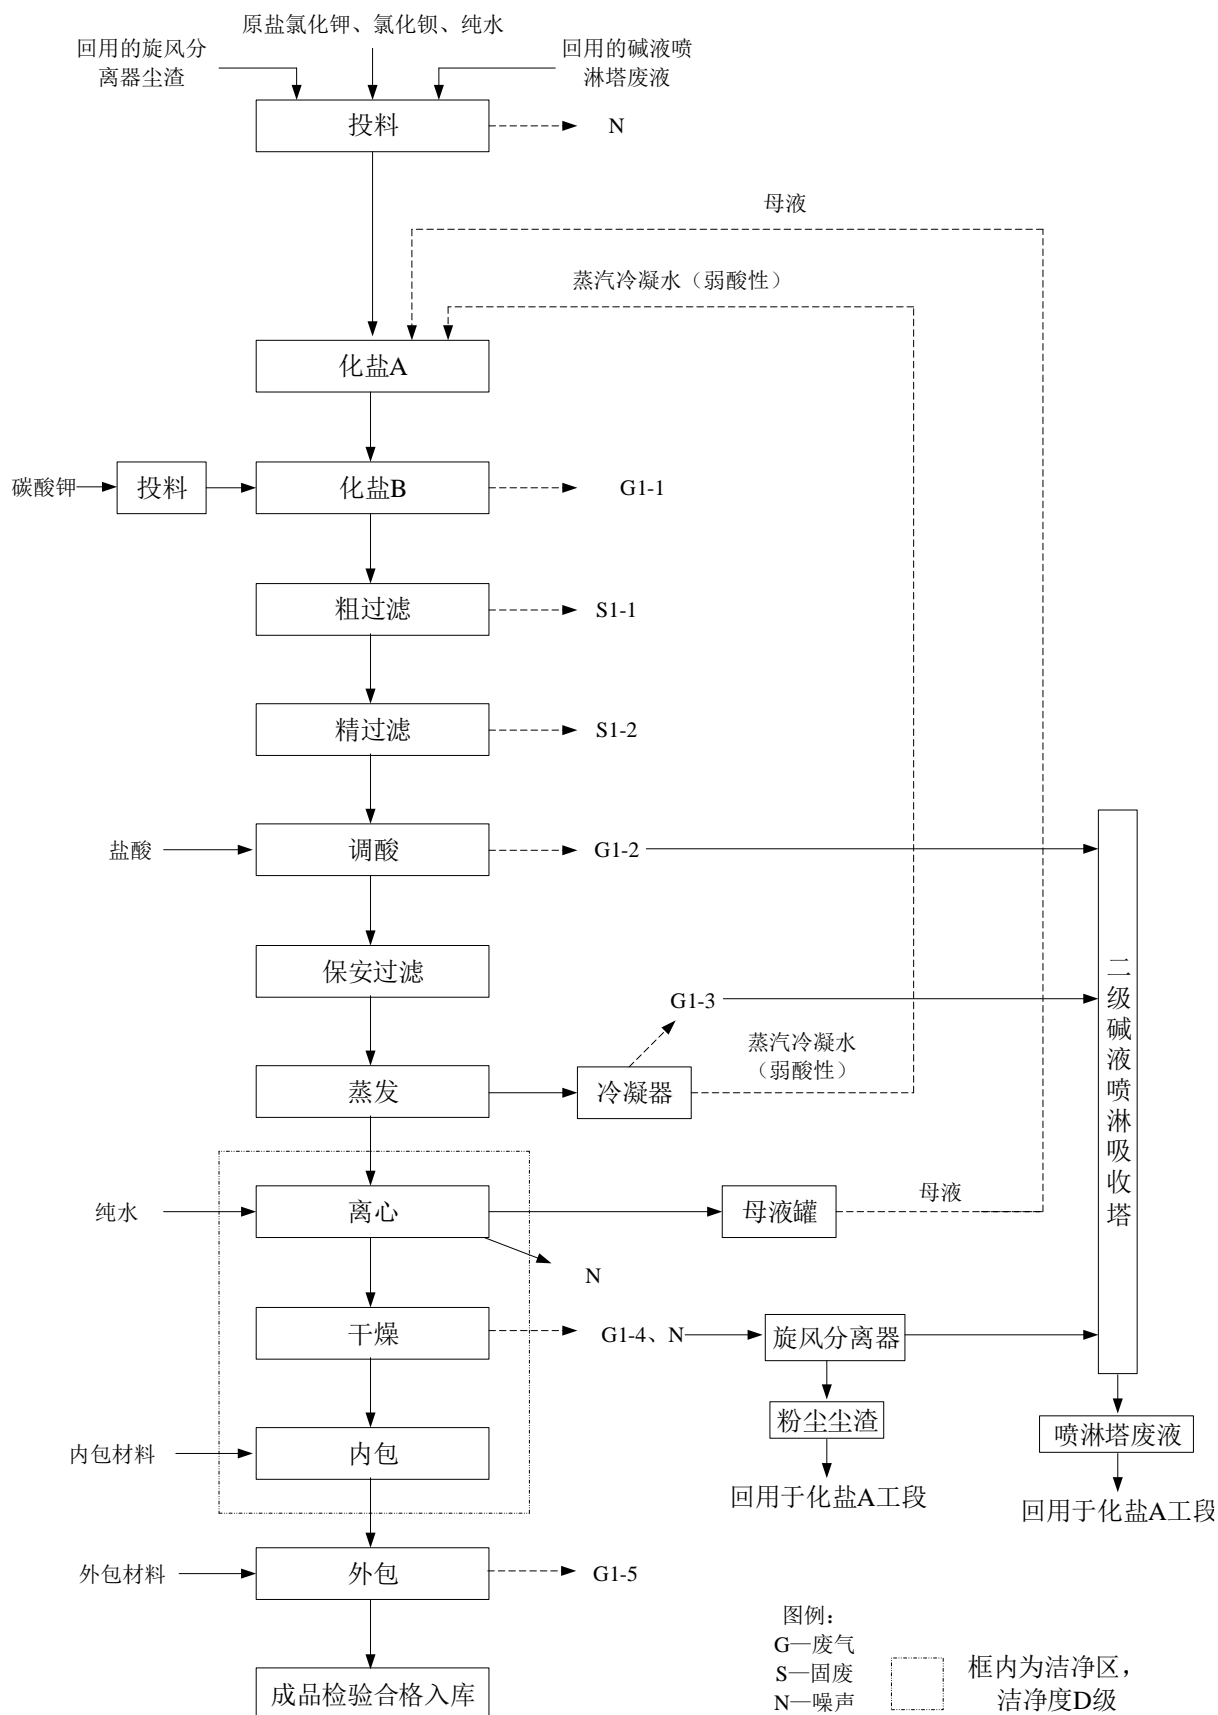 原盐氯化钾、氯化钡、纯水
回用的旋风分
离器尘渣
回用的碱液喷
淋塔废液
投料
N
母液
蒸汽冷凝水（弱酸性）
化盐A
碳酸钾
投料
化盐B
G1-1
粗过滤
S1-1
精过滤
S1-2
盐酸
调酸
G1-2
二级碱液喷淋吸收塔
保安过滤
G1-3
蒸汽冷凝水
（弱酸性）
蒸发
冷凝器
纯水
离心
母液罐
母液
N
干燥
G1-4、N
旋风分离器
粉尘尘渣
喷淋塔废液
内包材料
内包
回用于化盐A工段
回用于化盐A工段
外包材料
外包
G1-5
图例：
G—废气
S—固废
N—噪声
框内为洁净区，
洁净度D级
成品检验合格入库